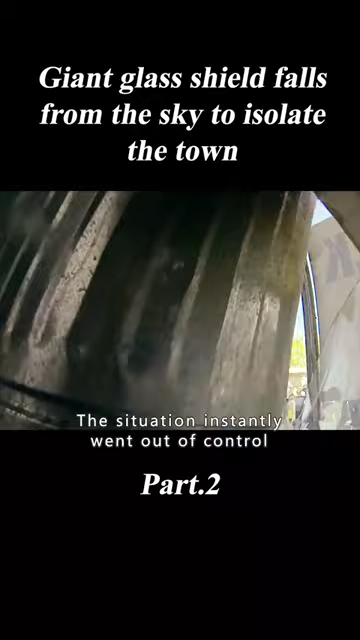 Giant glass shield falls
from the sky to isolate
the town
The situation instantly
went out of control
Part.2